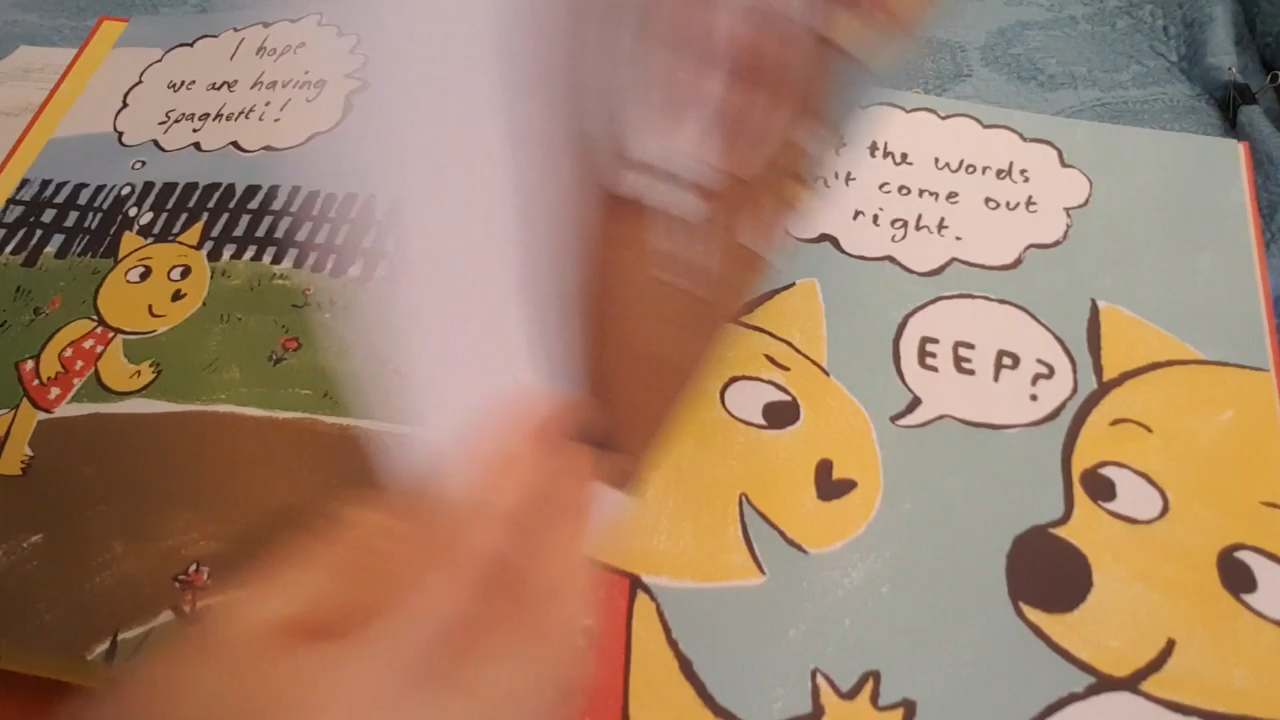 I hope
we are having
spaghetti!
the words
come out
right.
EEP?